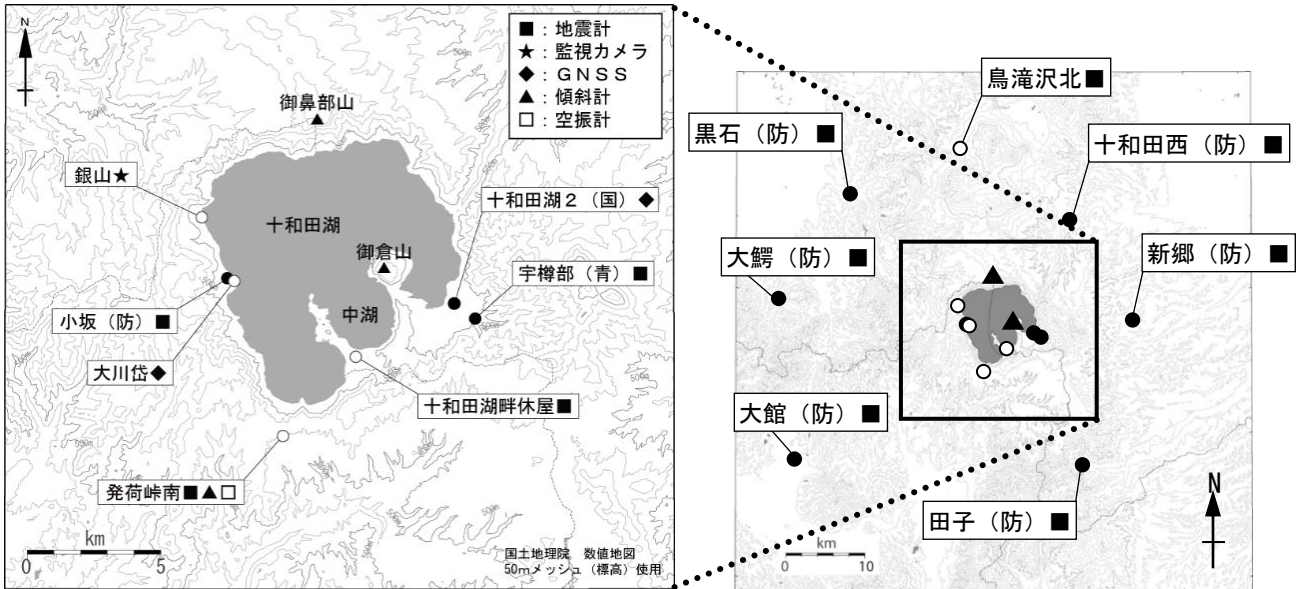 N
■：地震計
★：監視カメラ
◆：ＧＮＳＳ
▲：傾斜計
□：空振計
御鼻部山
銀山★
十和田湖
十和田湖２（国）◆
御倉山
宇樽部（青）■
小坂（防）■
中湖
大川岱◆
十和田湖畔休屋■
発荷峠南■▲□
km
0 5
国土地理院　数値地図
50mメッシュ（標高）使用
500m
500m
500m
500m
鳥滝沢北■
黒石（防）■
十和田西（防）■
大鰐（防）■
新郷（防）■
大館（防）■
田子（防）■
N
km
0 10